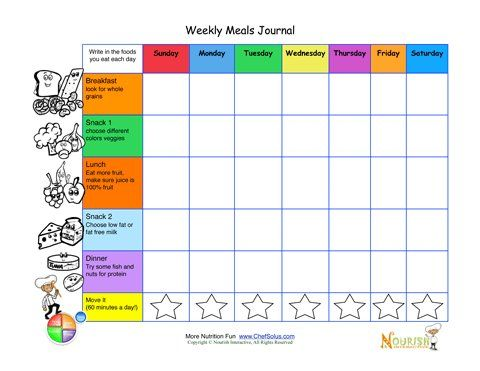 Weekly Meals Journal
Write in the foods
you eat each day
Sunday
Monday
Tuesday
Wednesday
Thursday
Friday
Saturday
Breakfast
look for whole
grains
Snack 1
choose different
colors veggies
Lunch
Eat more fruit,
make sure juice is
100% fruit
Snack 2
Choose low fat or
fat free milk
Dinner
Try some fish and
nuts for protein
Move It
(60 minutes a day!)
More Nutrition Fun www.ChefSolus.com
Copyright © Nourish Interactive, All Rights Reserved
NOURISH